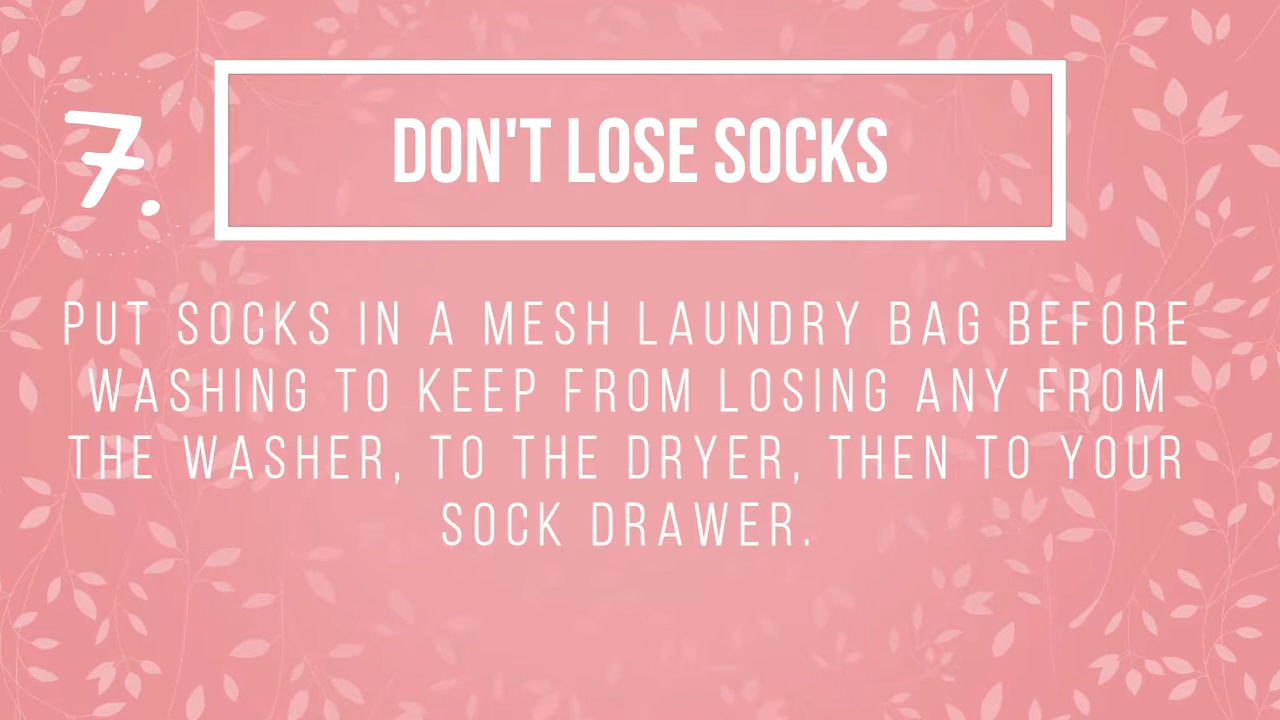 7.
DON'T LOSE SOCKS
PUT SOCKS IN A MESH LAUNDRY BAG BEFORE
WASHING TO KEEP FROM LOSING ANY FROM
THE WASHER, TO THE DRYER, THEN TO YOUR
SOCK DRAWER.